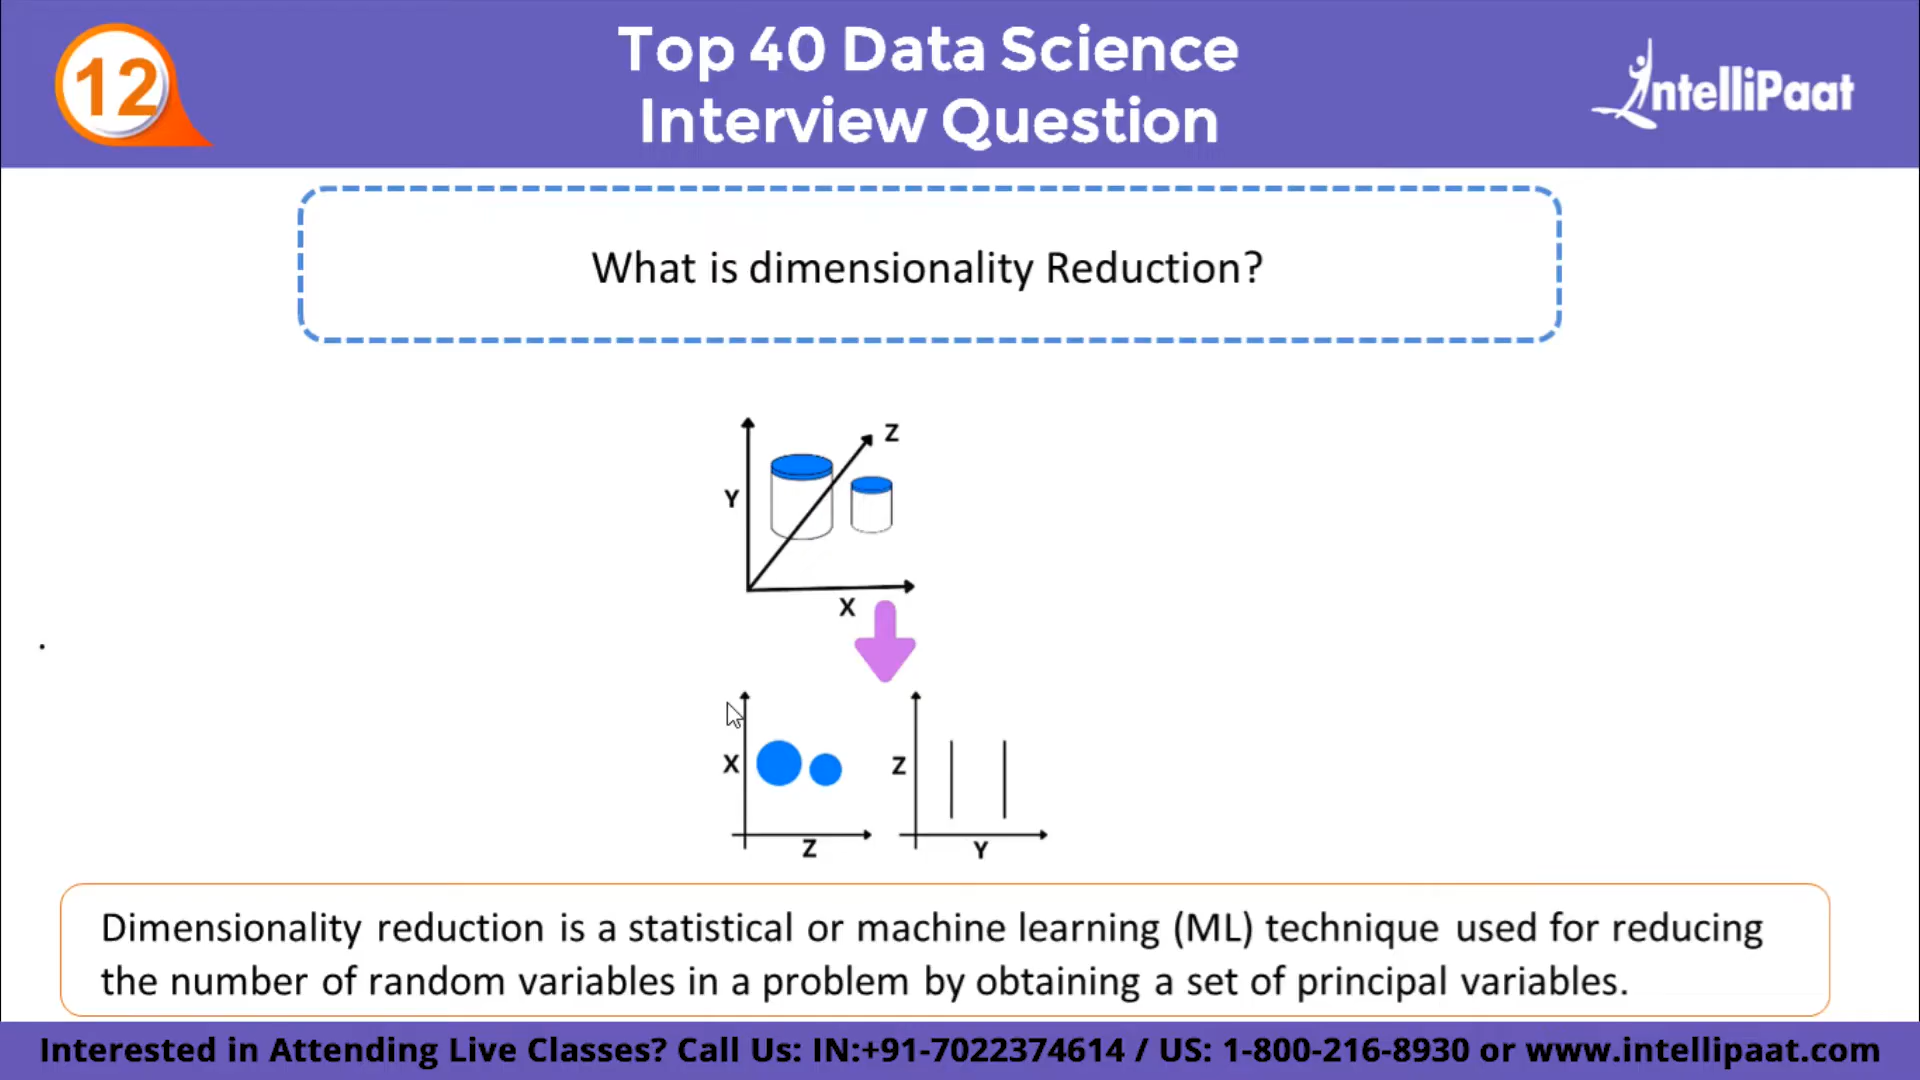 12
Top 40 Data Science
Interview Question
IntelliPaat
What is dimensionality Reduction?
Z
Y
X
X
Z
Z
Y
Dimensionality reduction is a statistical or machine learning (ML) technique used for reducing
the number of random variables in a problem by obtaining a set of principal variables.
Interested in Attending Live Classes? Call Us: IN:+91-7022374614 / US: 1-800-216-8930 or www.intellipaat.com